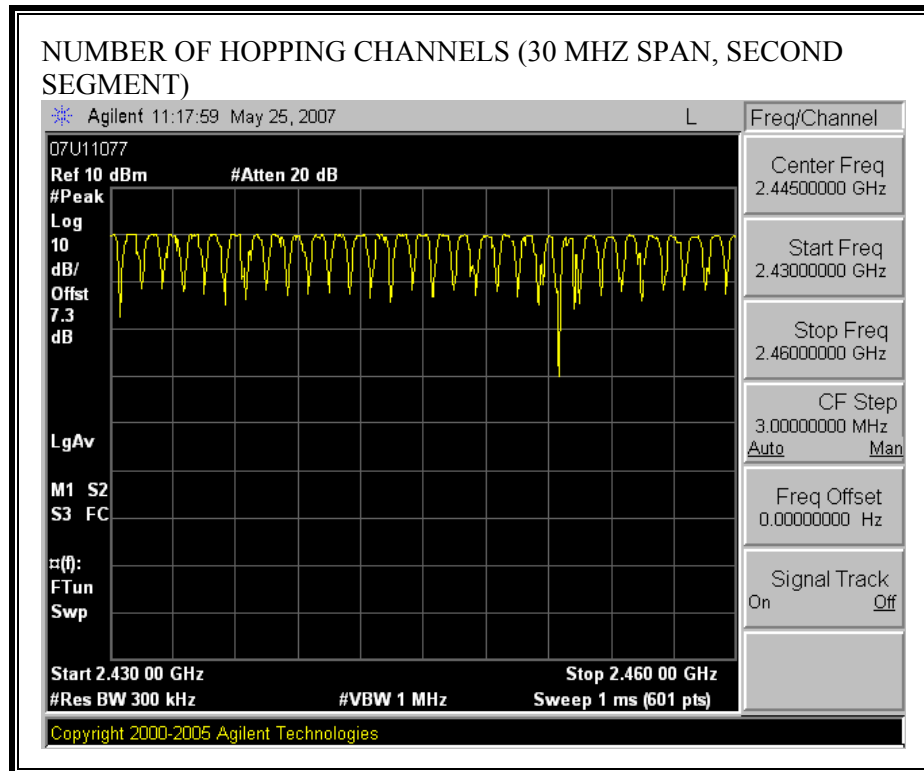 NUMBER OF HOPPING CHANNELS (30 MHZ SPAN, SECOND
SEGMENT)
Agilent 11:17:59 May 25, 2007 L
Freq/Channel
07U11077
Ref 10 dBm #Atten 20 dB
#Peak
Log
10
dB/
Offst
7.3
dB
LgAv
M1 S2
S3 FC
¤(f):
FTun
Swp
Start 2.430 00 GHz Stop 2.460 00 GHz
#Res BW 300 kHz #VBW 1 MHz Sweep 1 ms (601 pts)
Copyright 2000-2005 Agilent Technologies
Center Freq
2.44500000 GHz
Start Freq
2.43000000 GHz
Stop Freq
2.46000000 GHz
CF Step
3.00000000 MHz
Auto Man
Freq Offset
0.00000000 Hz
Signal Track
On Off